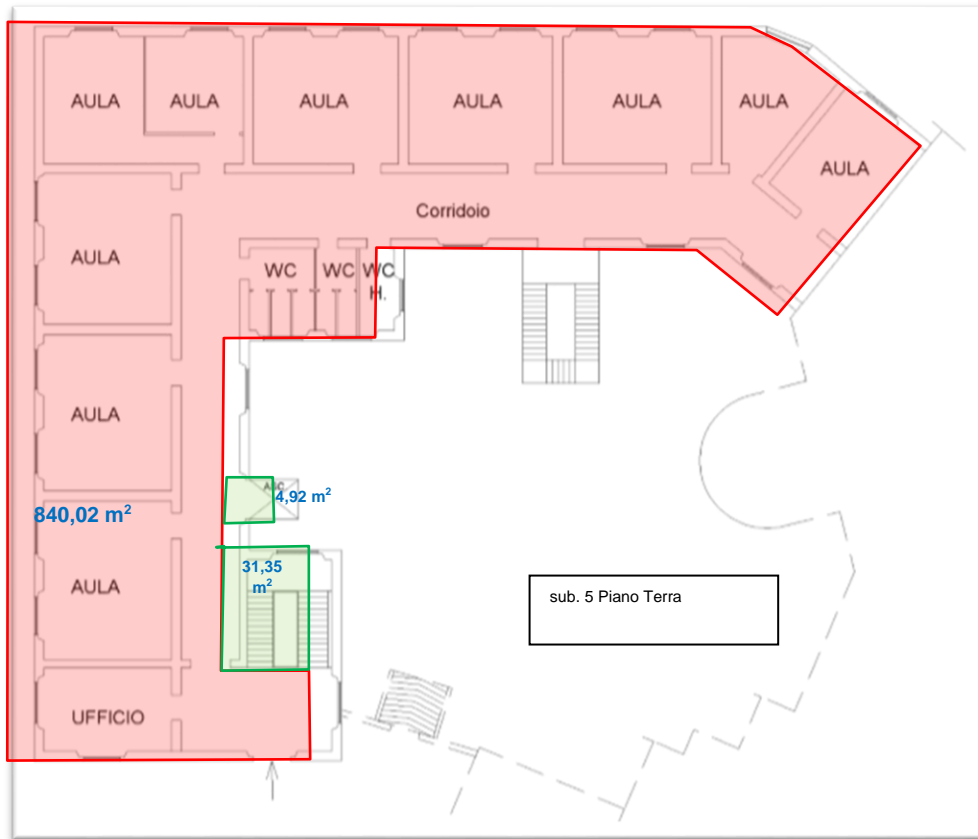 AULA AULA AULA AULA AULA AULA
AULA
Corridoio
AULA
WC WC WC
H.
AULA
ASC
4,92 m²
840,02 m²
31,35
m²
AULA
sub. 5 Piano Terra
UFFICIO